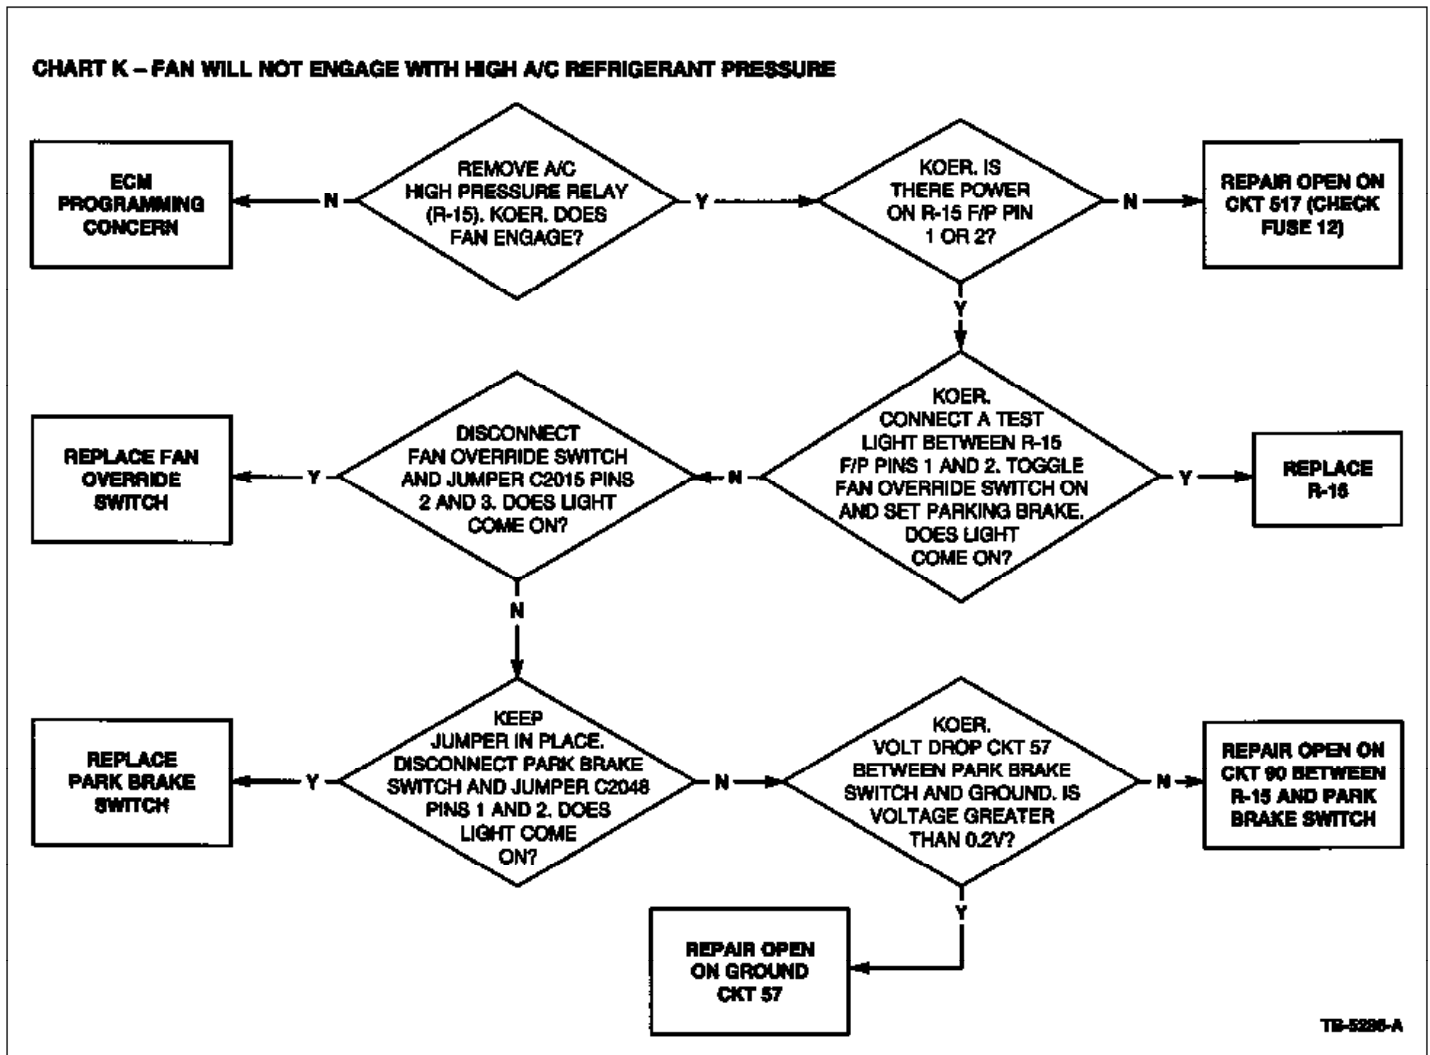 CHART K – FAN WILL NOT ENGAGE WITH HIGH A/C REFRIGERANT PRESSURE
REMOVE A/C
HIGH PRESSURE RELAY
(R-15). KOER. DOES
FAN ENGAGE?
N
ECM
PROGRAMMING
CONCERN
Y
KOER. IS
THERE POWER
ON R-15 F/P PIN
1 OR 2?
N
REPAIR OPEN ON
CKT 517 (CHECK
FUSE 12)
Y
KOER.
CONNECT A TEST
LIGHT BETWEEN R-15
F/P PINS 1 AND 2. TOGGLE
FAN OVERRIDE SWITCH ON
AND SET PARKING BRAKE.
DOES LIGHT
COME ON?
Y
REPLACE
R-15
N
DISCONNECT
FAN OVERRIDE SWITCH
AND JUMPER C2015 PINS
2 AND 3. DOES LIGHT
COME ON?
Y
REPLACE FAN
OVERRIDE
SWITCH
N
KEEP
JUMPER IN PLACE.
DISCONNECT PARK BRAKE
SWITCH AND JUMPER C2048
PINS 1 AND 2. DOES
LIGHT COME
ON?
Y
REPLACE
PARK BRAKE
SWITCH
N
KOER.
VOLT DROP CKT 57
BETWEEN PARK BRAKE
SWITCH AND GROUND. IS
VOLTAGE GREATER
THAN 0.2V?
N
REPAIR OPEN ON
CKT 90 BETWEEN
R-15 AND PARK
BRAKE SWITCH
Y
REPAIR OPEN
ON GROUND
CKT 57
TB-5286-A